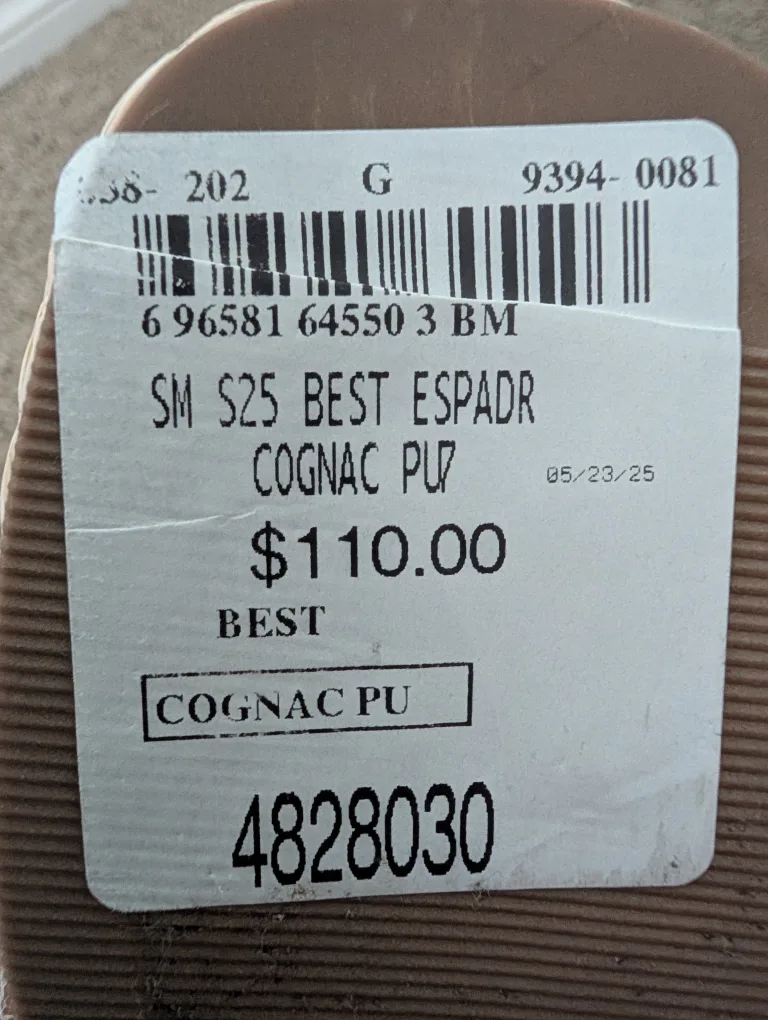 202 G 9394- 0081
6 96581 64550 3 BM
SM S25 BEST ESPADR
COGNAC PU7 05/23/25
$110.00
BEST
COGNAC PU
4828030